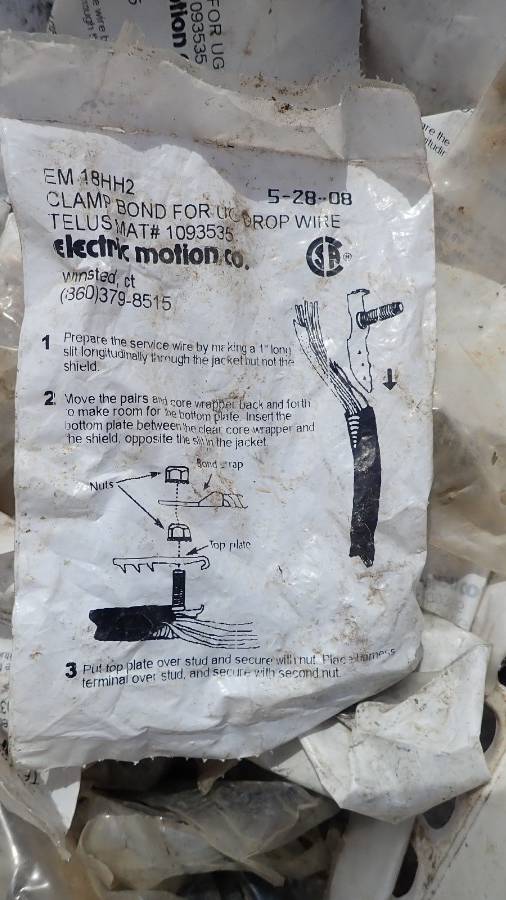 FOR UG
1093535
EM 18HH2
5-28-08
CLAMP BOND FOR UG DROP WIRE
TELUS MAT# 1093535
electric motion co.
winsted, ct
(860)379-8515
1 Prepare the service wire by making a 1" long
slit longitudinally through the jacket but not the
shield.
2 Move the pairs and core wrapper back and forth
to make room for the bottom plate. Insert the
bottom plate between the clear core wrapper and
the shield, opposite the slit in the jacket.
Bond strap
Nuts
Top plate
3 Put top plate over stud and secure with nut. Place harness
terminal over stud, and secure with second nut.